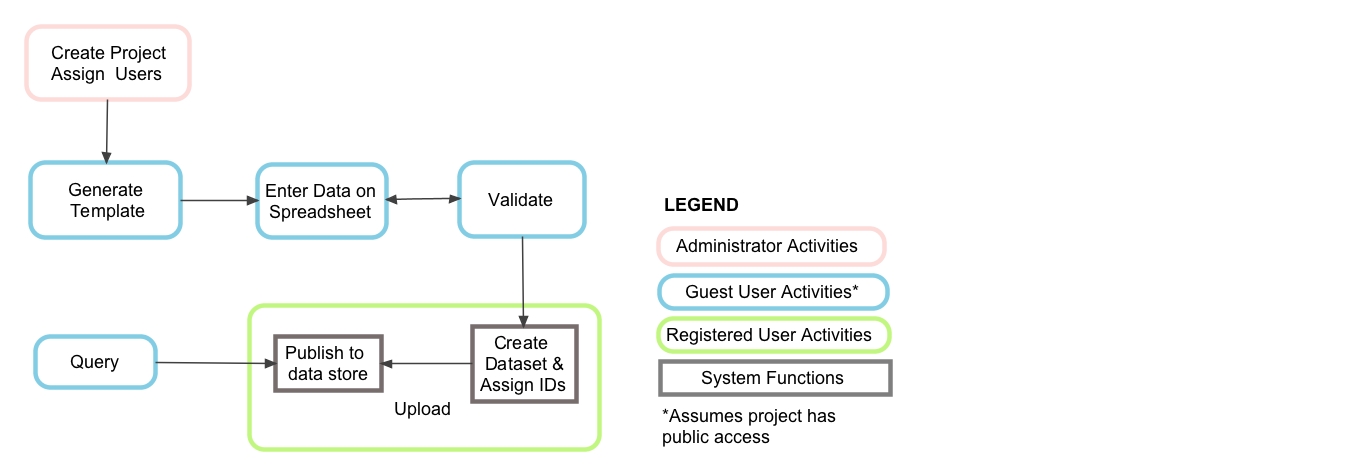 Create Project
Assign Users
Generate
Template
Enter Data on
Spreadsheet
Validate
Query
Publish to
data store
Create
Dataset &
Assign IDs
Upload
LEGEND
Administrator Activities
Guest User Activities*
Registered User Activities
System Functions
*Assumes project has
public access